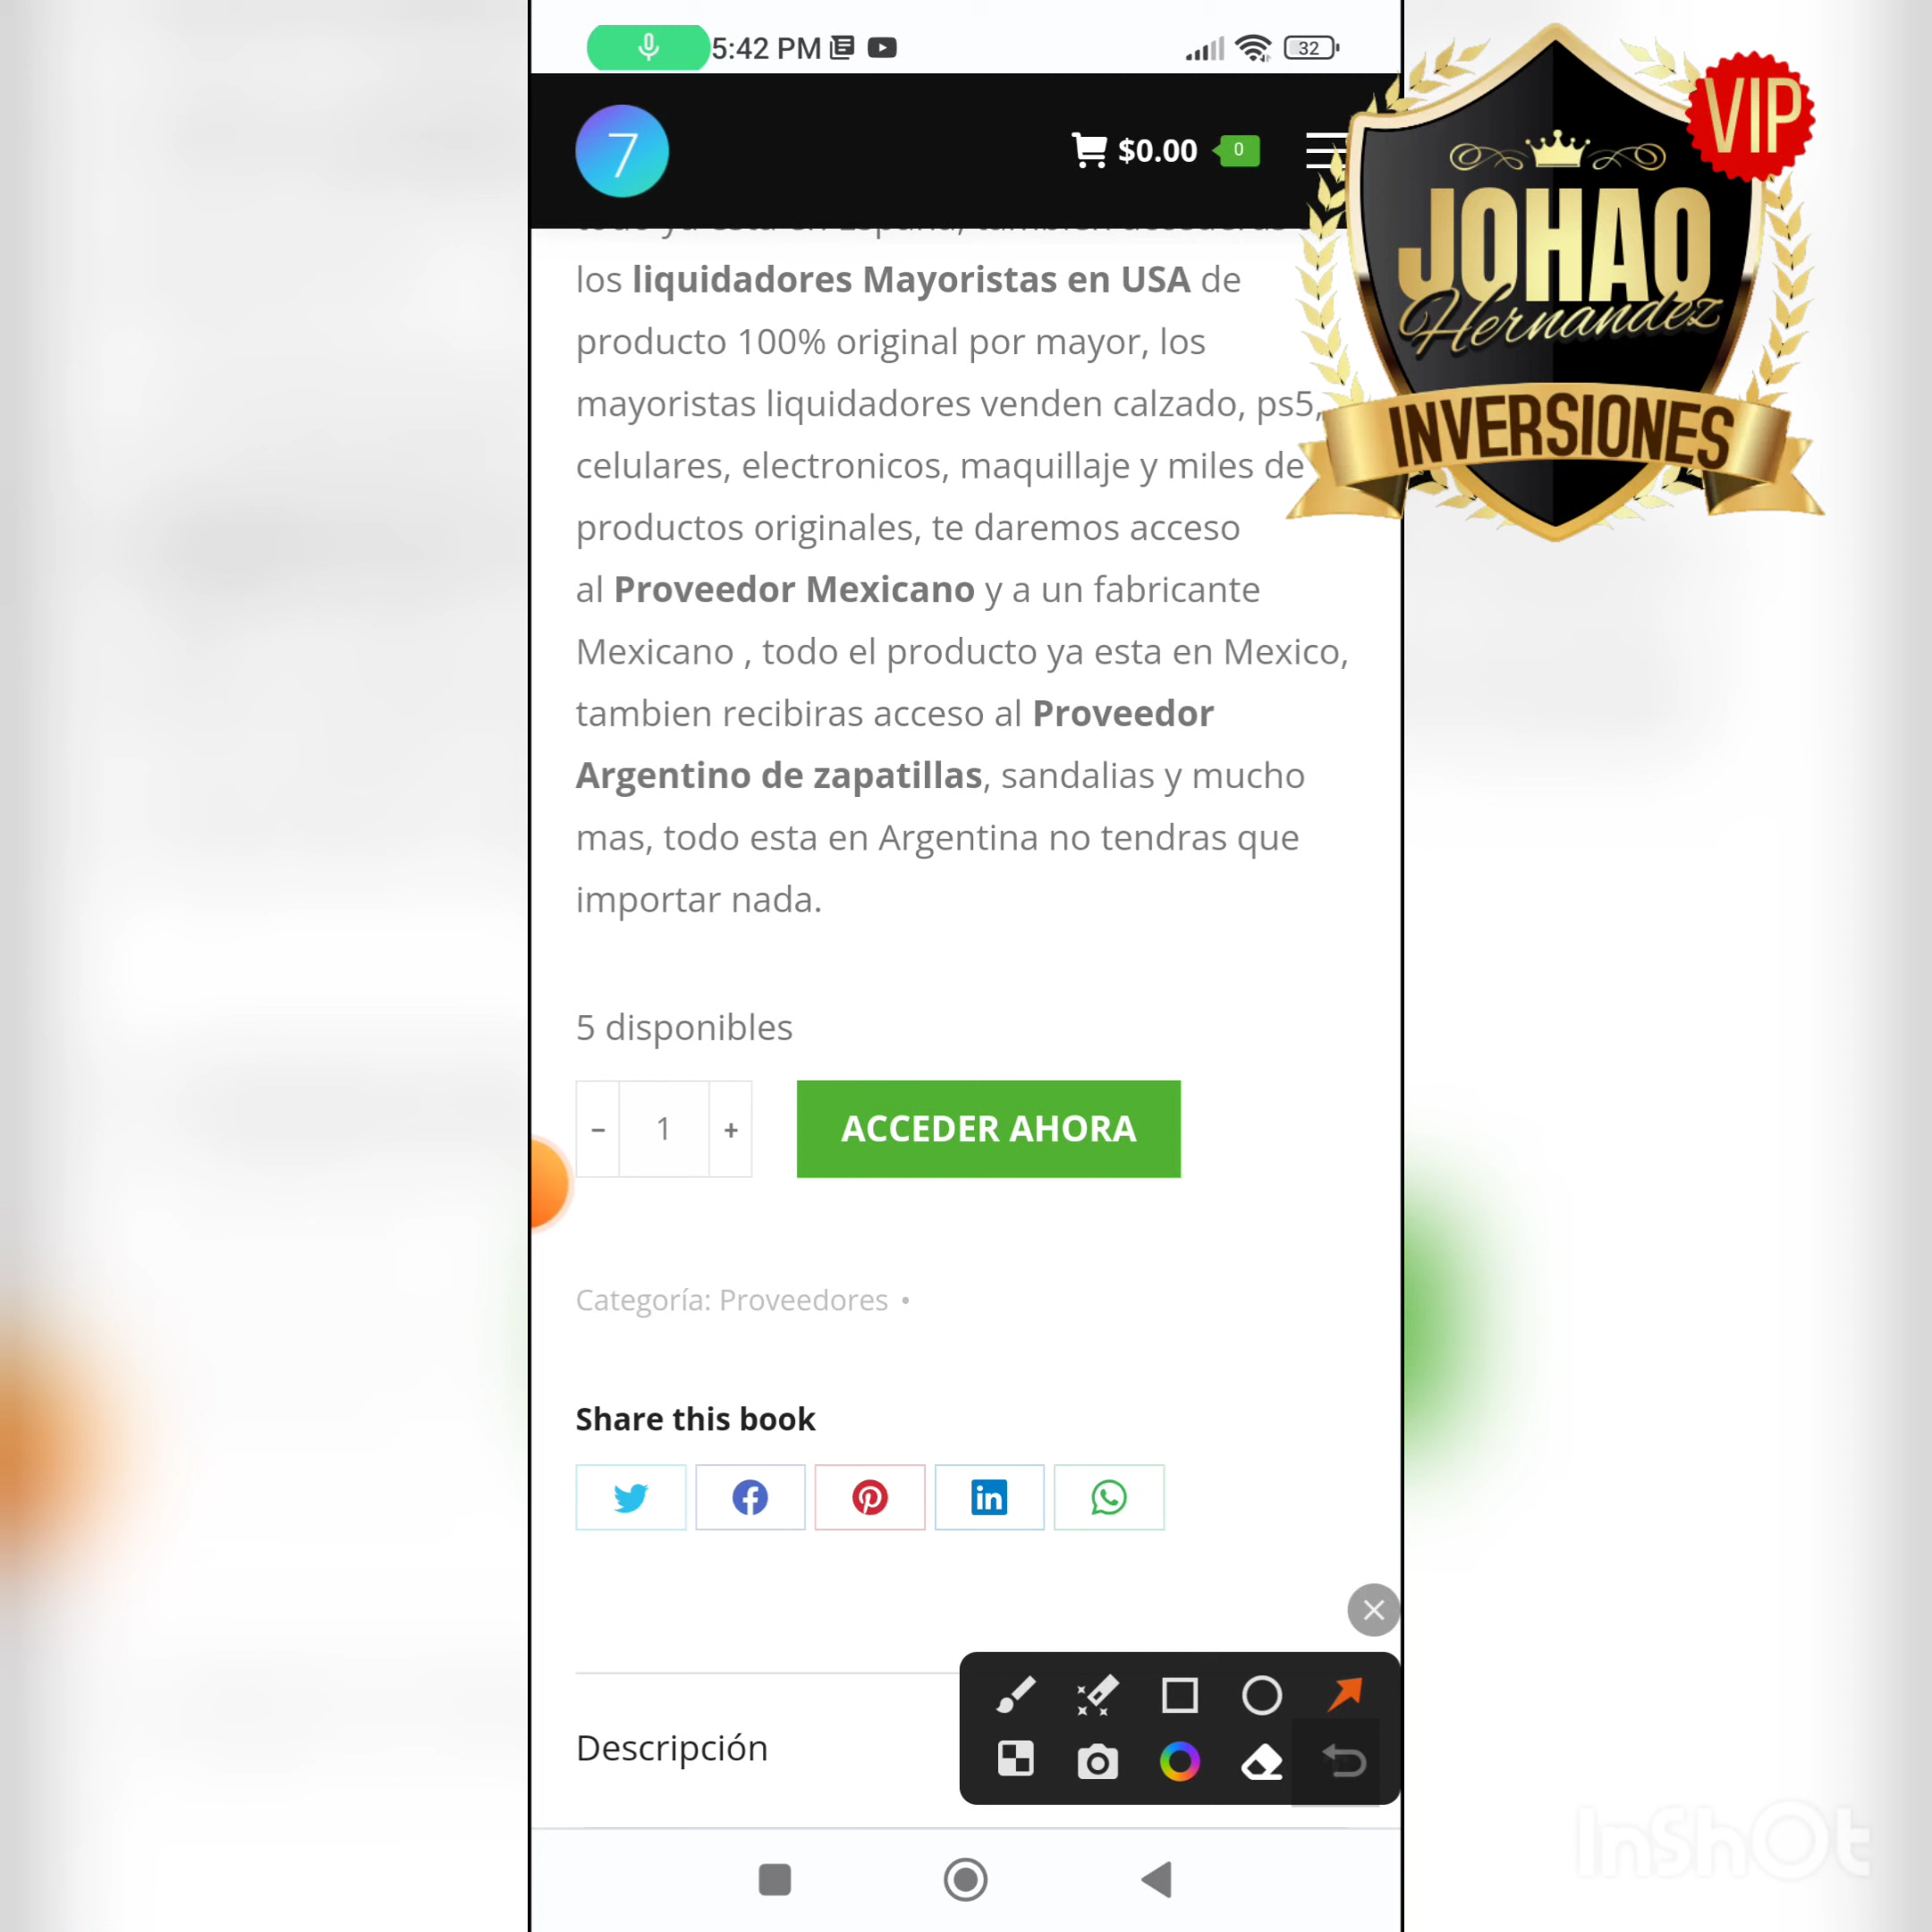 5:42 PM
32
7
$0.00
0
VIP
JOHAO
Hernandez
INVERSIONES
los liquidadores Mayoristas en USA de
producto 100% original por mayor, los
mayoristas liquidadores venden calzado, ps5,
celulares, electronicos, maquillaje y miles de
productos originales, te daremos acceso
al Proveedor Mexicano y a un fabricante
Mexicano , todo el producto ya esta en Mexico,
tambien recibiras acceso al Proveedor
Argentino de zapatillas, sandalias y mucho
mas, todo esta en Argentina no tendras que
importar nada.
5 disponibles
- 1 +
ACCEDER AHORA
Categoría: Proveedores •
Share this book
in
Descripción
InShOt